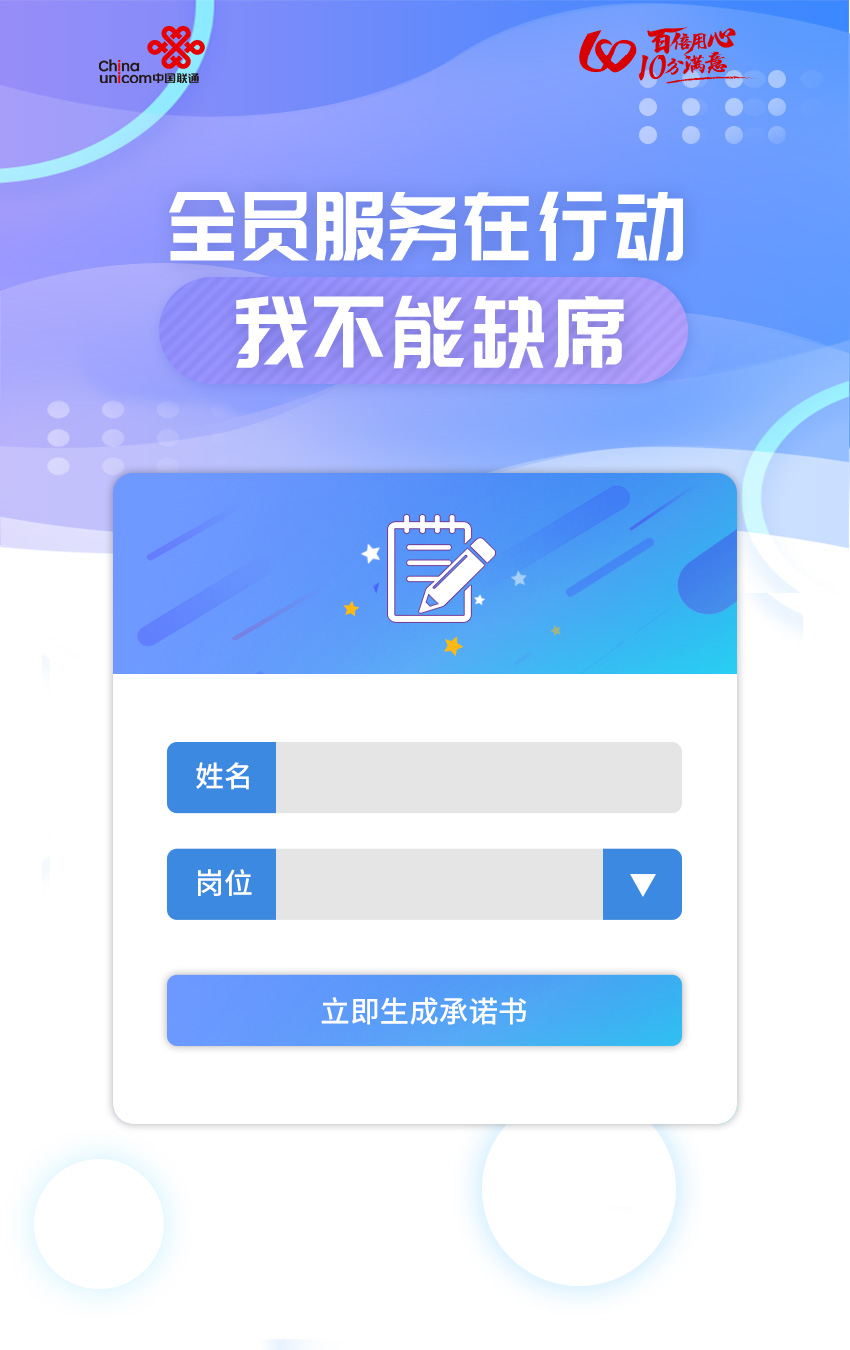 China
unicom中国联通
百倍用心
10分满意
全员服务在行动
我不能缺席
姓名
岗位
立即生成承诺书